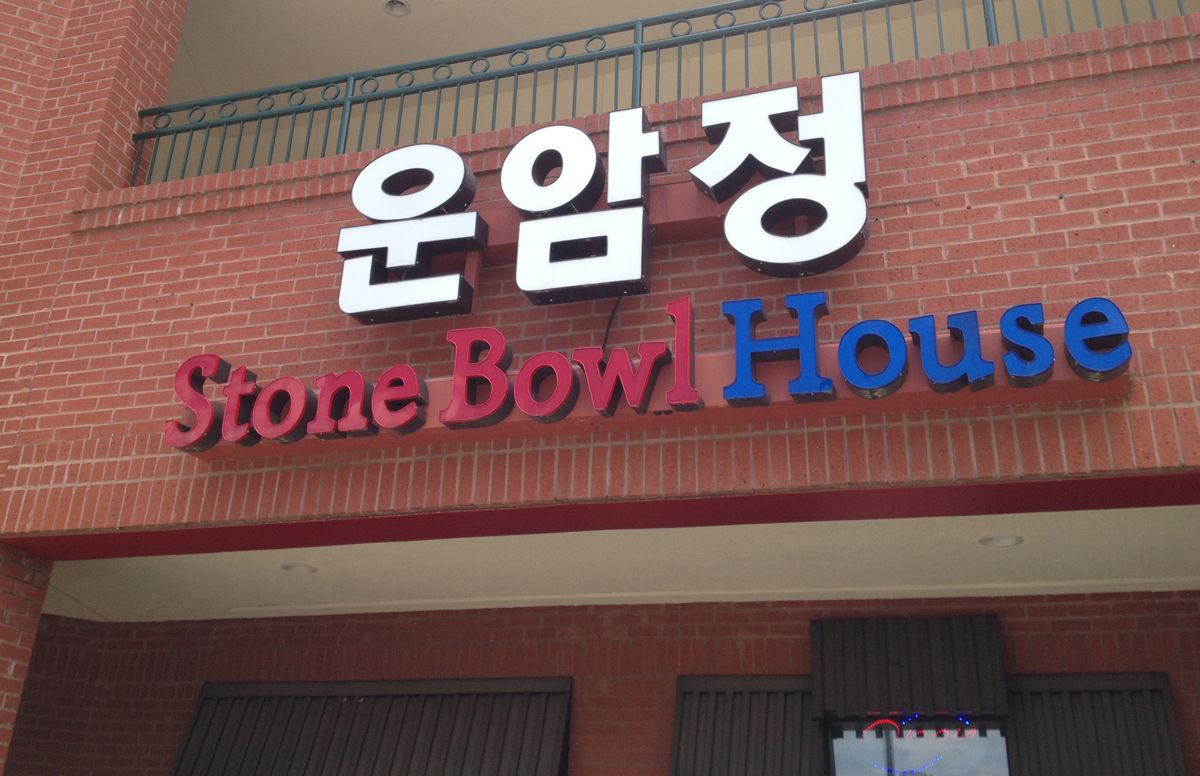 운암정
Stone Bowl House